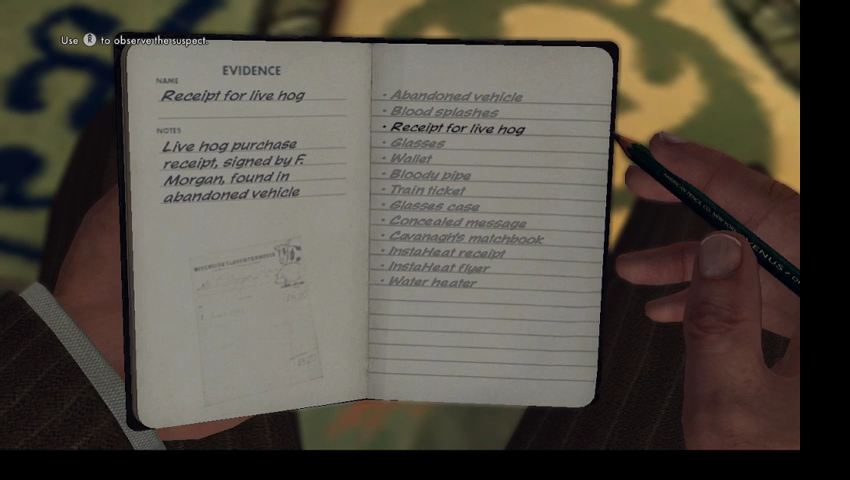 Use R to observe the suspect.
EVIDENCE
NAME
Receipt for live hog
NOTES
Live hog purchase
receipt, signed by F.
Morgan, found in
abandoned vehicle
- Abandoned vehicle
- Blood splashes
- Receipt for live hog
- Glasses
- Wallet
- Bloody pipe
- Train ticket
- Glasses case
- Concealed message
- Cavanagh's matchbook
- InstaHeat receipt
- InstaHeat flyer
- Water heater
VENUS